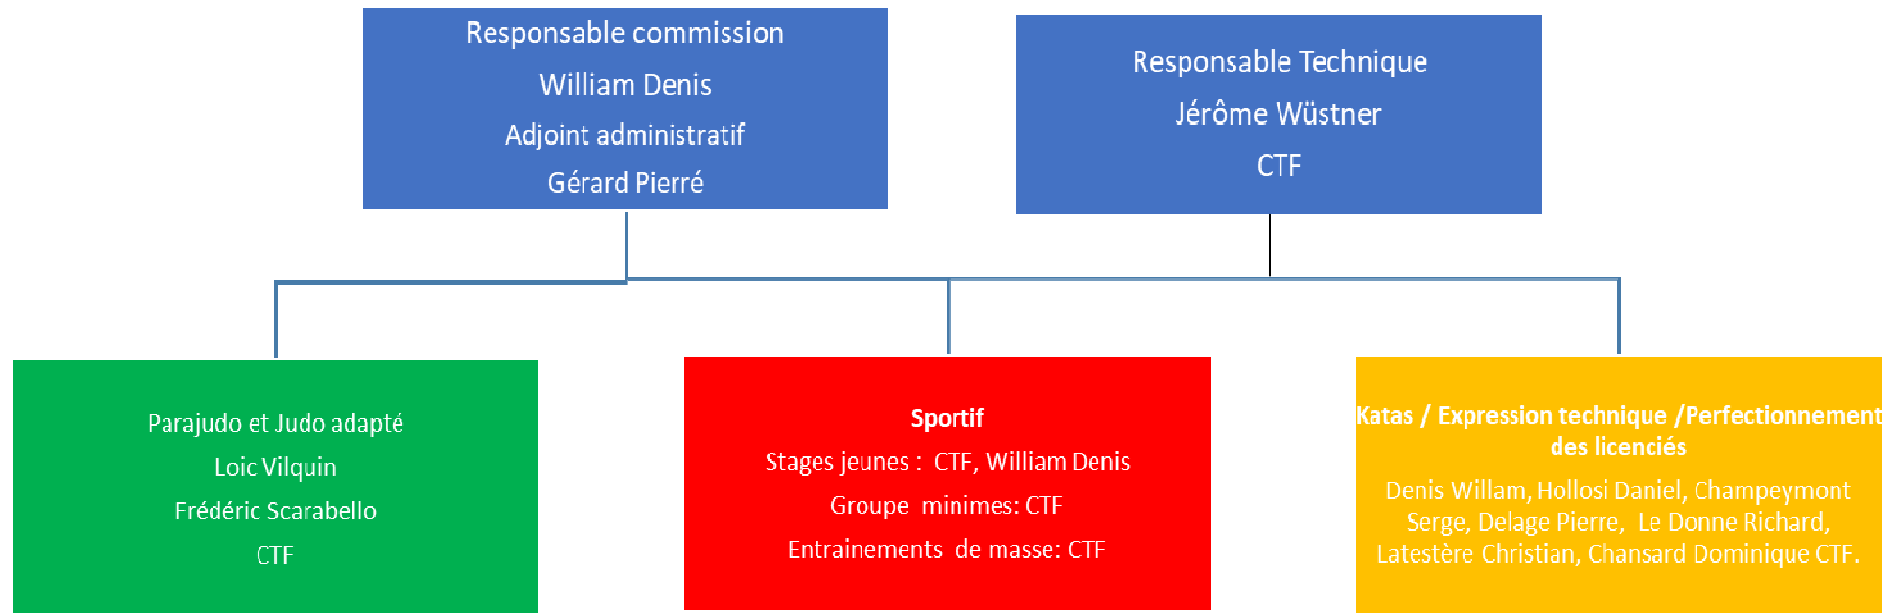 Responsable commission
William Denis
Adjoint administratif
Gérard Pierré
Responsable Technique
Jérôme Wüstner
CTF
Parajudo et Judo adapté
Loic Vilquin
Frédéric Scarabello
CTF
Sportif
Stages jeunes : CTF, William Denis
Groupe minimes: CTF
Entrainements de masse: CTF
Katas / Expression technique /Perfectionnement
des licenciés
Denis Willam, Hollosi Daniel, Champeymont
Serge, Delage Pierre, Le Donne Richard,
Latestère Christian, Chansard Dominique CTF.